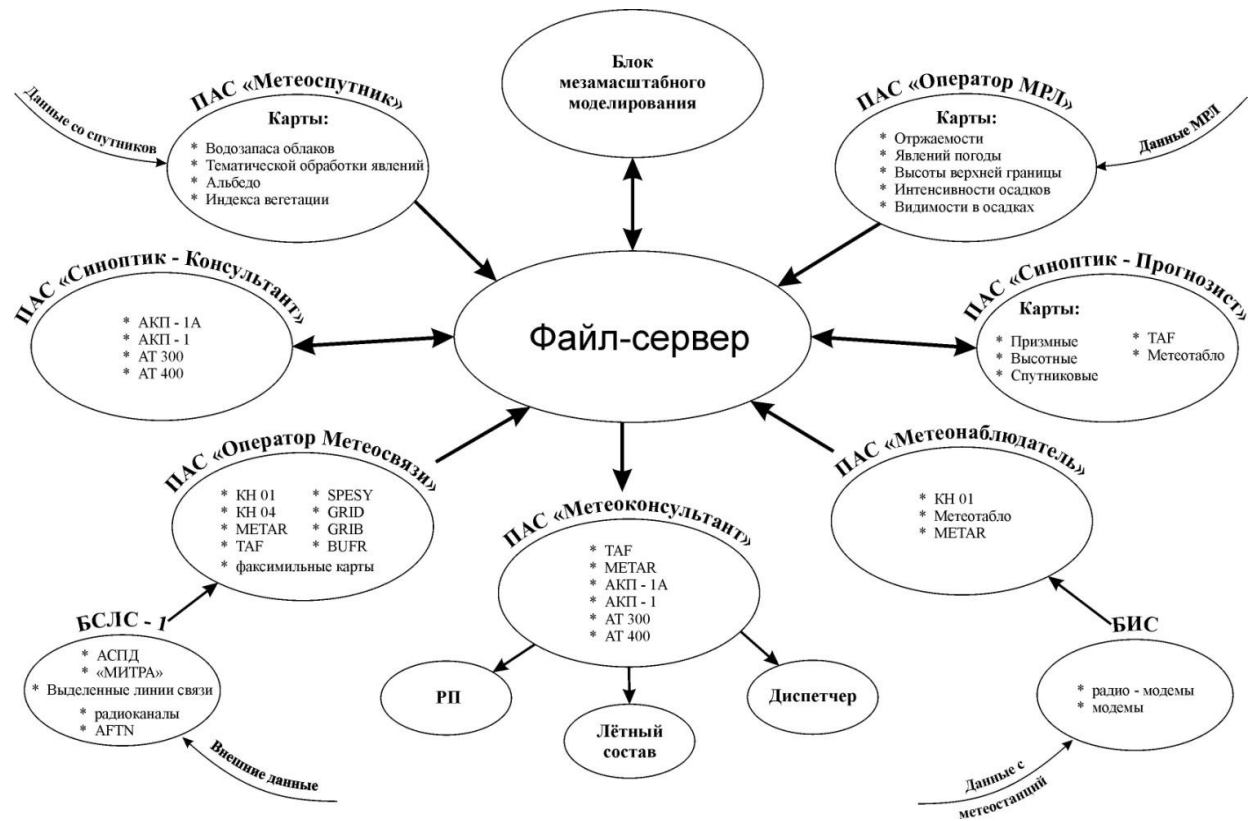 Блок
мезамасштабного
моделирования
ПАС «Метеоспутник»
Данные со спутников
Карты:
* Водозапаса облаков
* Тематической обработки явлений
* Альбедо
* Индекса вегетации
ПАС «Оператор МРЛ»
Данные МРЛ
Карты:
* Отржаемости
* Явлений погоды
* Высоты верхней границы
* Интенсивности осадков
* Видимости в осадках
ПАС «Синоптик - Консультант»
* АКП - 1А
* АКП - 1
* АТ 300
* АТ 400
Файл-сервер
ПАС «Синоптик - Прогнозист»
Карты:
* Призмные
* Высотные
* Спутниковые
* TAF
* Метеотабло
ПАС «Оператор Метеосвязи»
* КН 01
* КН 04
* METAR
* TAF
* SPESY
* GRID
* GRIB
* BUFR
* факсимильные карты
ПАС «Метеоконсультант»
* TAF
* METAR
* АКП - 1А
* АКП - 1
* АТ 300
* АТ 400
ПАС «Метеонаблюдатель»
* КН 01
* Метеотабло
* METAR
БСЛС - 1
* АСПД
* «МИТРА»
* Выделенные линии связи
* радиоканалы
* AFTN
Внешние данные
РП
Лётный
состав
Диспетчер
БИС
* радио - модемы
* модемы
Данные с
метеостанций